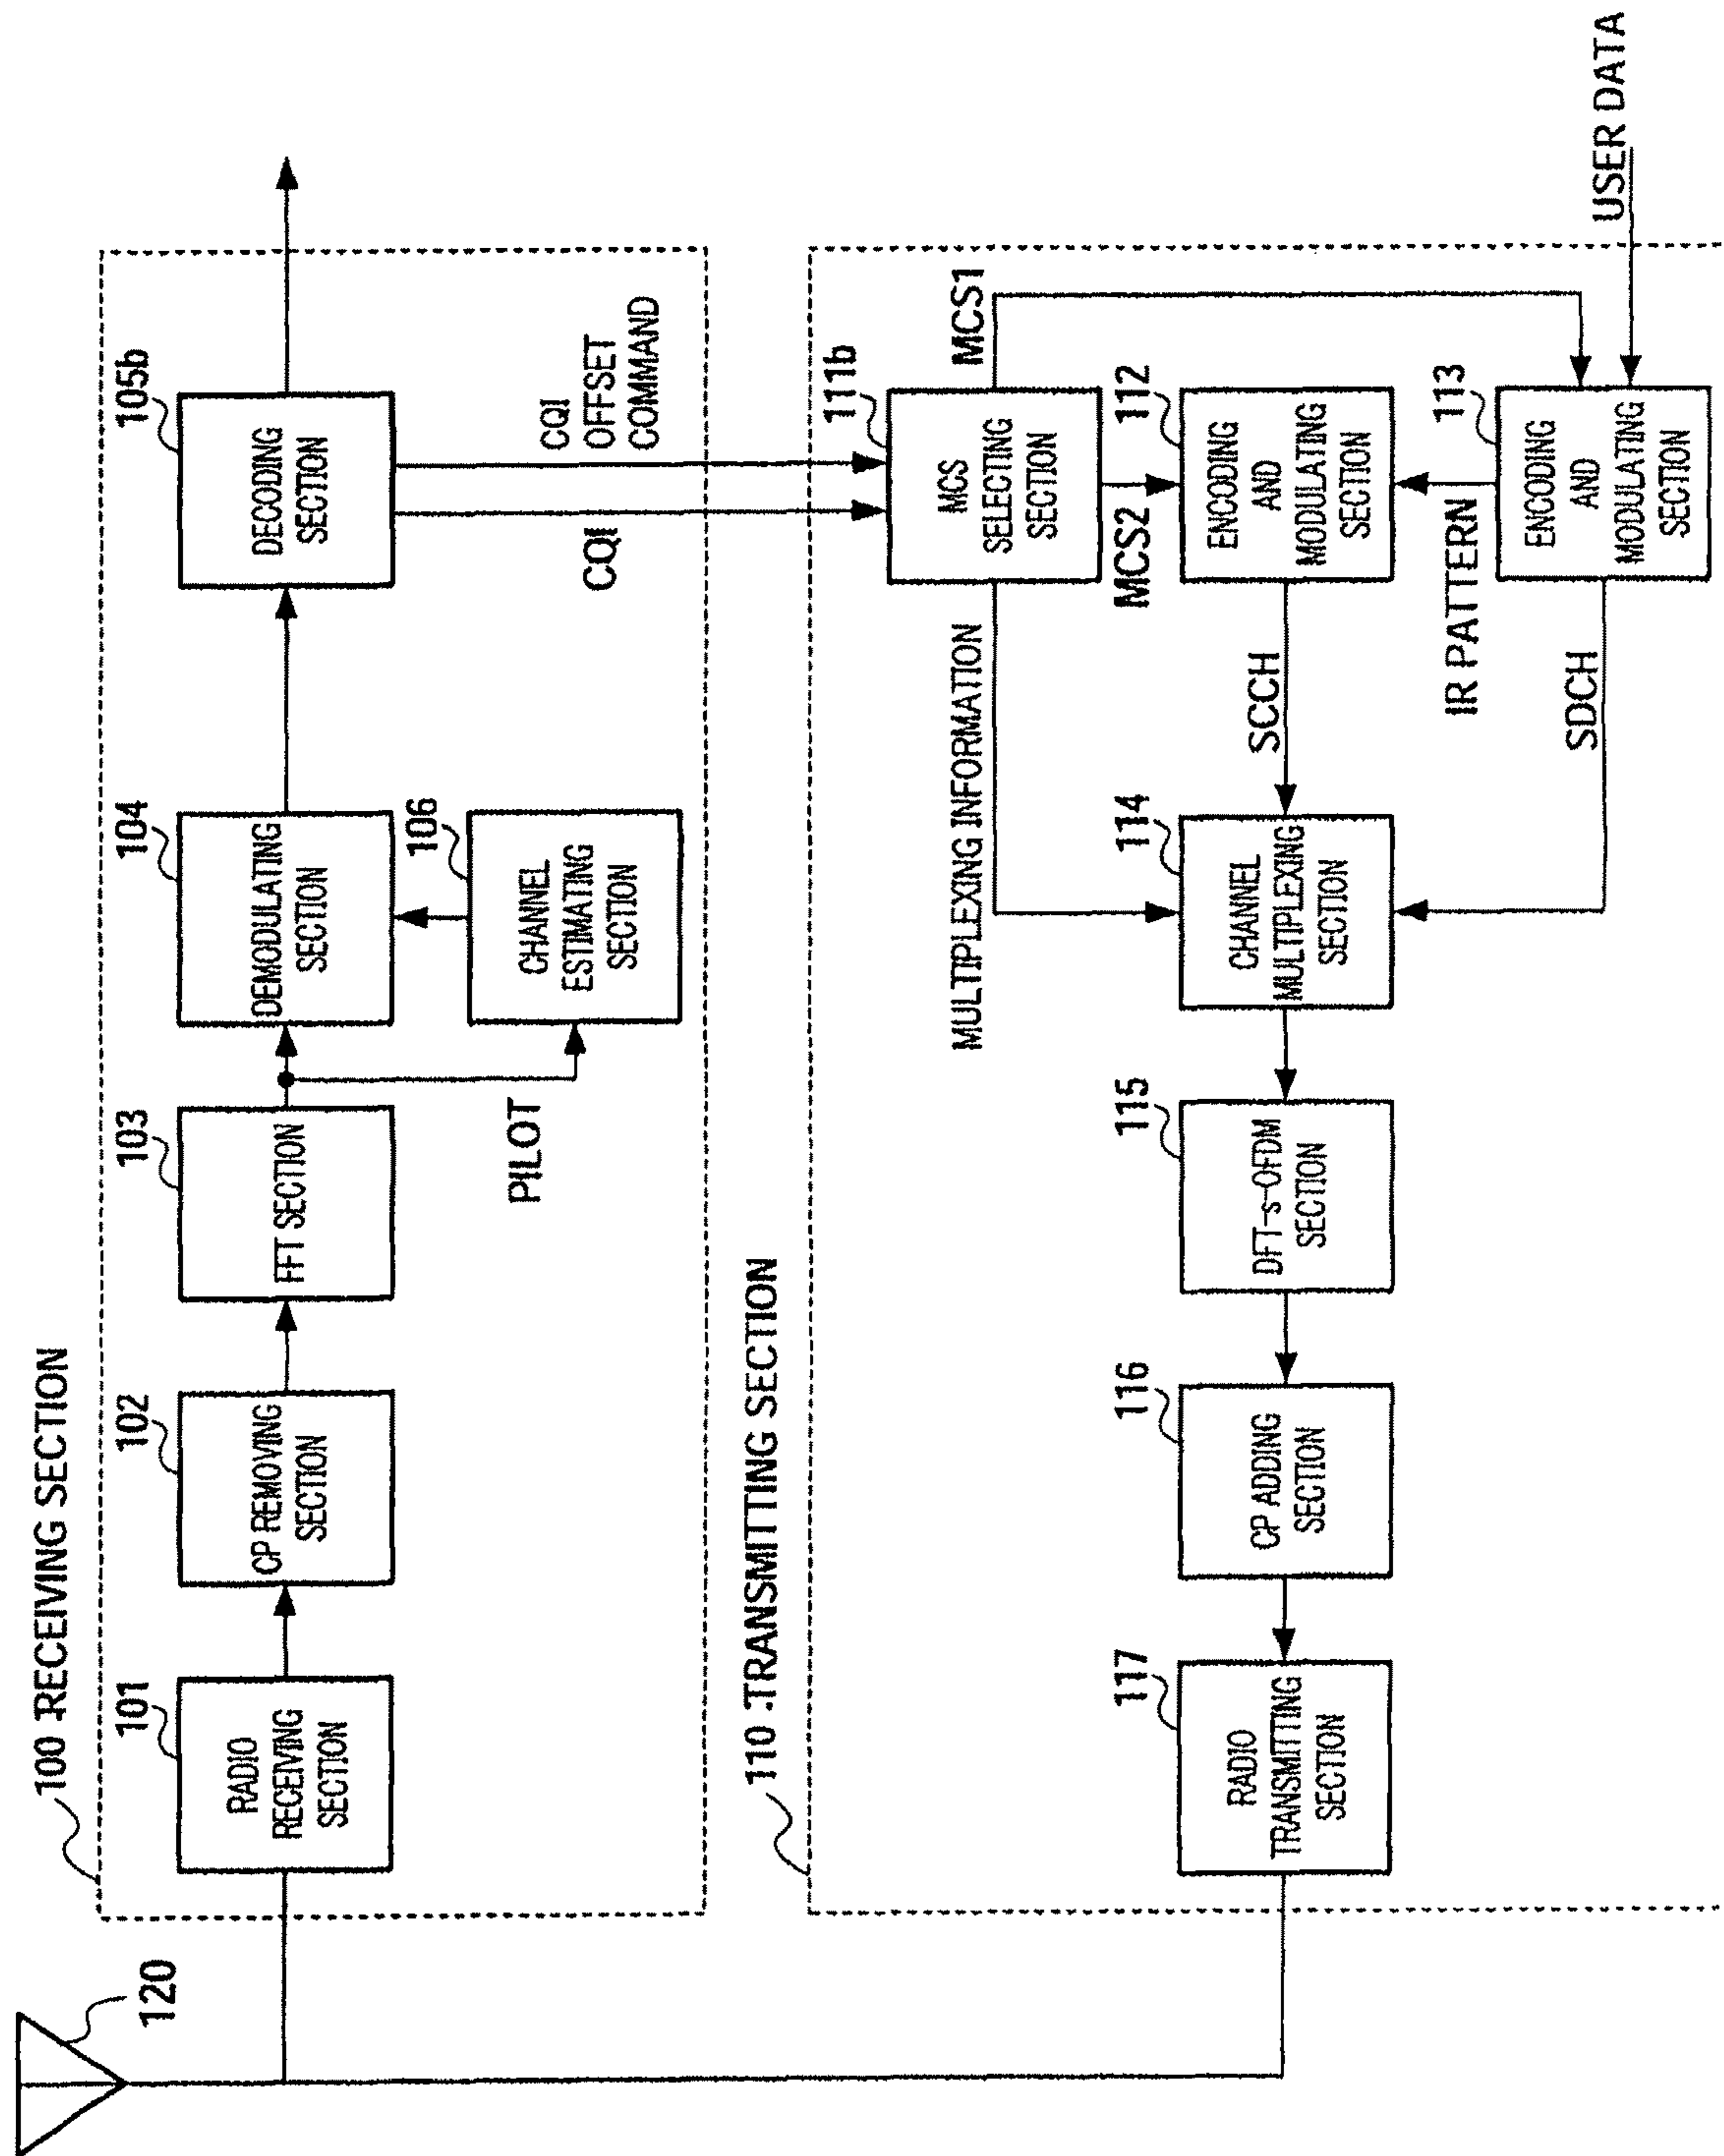 120
100 RECEIVING SECTION
101
RADIO
RECEIVING
SECTION
102
CP REMOVING
SECTION
103
FFT SECTION
PILOT
104
DEMODULATING
SECTION
106
CHANNEL
ESTIMATING
SECTION
105b
DECODING
SECTION
CQI
CQI
OFFSET
COMMAND
110 TRANSMITTING SECTION
111b
MCS
SELECTING
SECTION
MCS1
MCS2
MULTIPLEXING INFORMATION
112
ENCODING
AND
MODULATING
SECTION
SCCH
IR PATTERN
113
ENCODING
AND
MODULATING
SECTION
SDCH
USER DATA
114
CHANNEL
MULTIPLEXING
SECTION
115
DFT-s-OFDM
SECTION
116
CP ADDING
SECTION
117
RADIO
TRANSMITTING
SECTION